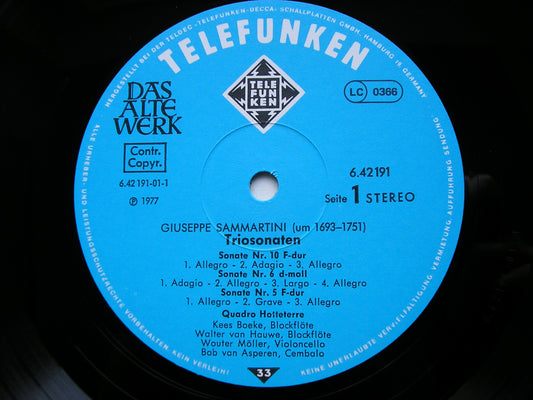 HERGESTELLT BEI DER TELDEC »TELEFUNKEN-DECCA« SCHALLPLATTEN GMBH, HAMBURG 19, GERMANY
TELEFUNKEN
TELE
FUN
KEN
DAS
ALTE
WERK
LC 0366
Contr.
Copyr.
6.42 191-01-1
℗ 1977
6.42191
Seite 1 STEREO
GIUSEPPE SAMMARTINI (um 1693–1751)
Triosonaten
Sonate Nr. 10 F-dur
1. Allegro - 2. Adagio - 3. Allegro
Sonate Nr. 6 d-moll
1. Adagio - 2. Allegro - 3. Largo - 4. Allegro
Sonate Nr. 5 F-dur
1. Allegro - 2. Grave - 3. Allegro
Quadro Hotteterre
Kees Boeke, Blockflöte
Walter van Hauwe, Blockflöte
Wouter Möller, Violoncello
Bob van Asperen, Cembalo
33
ALLE URHEBER- UND LEISTUNGSSCHUTZRECHTE VORBEHALTEN KEIN VERLEIH!
KEINE UNERLAUBTE VERVIELFÄLTIGUNG VERMIETUNG, AUFFÜHRUNG SENDUNG!